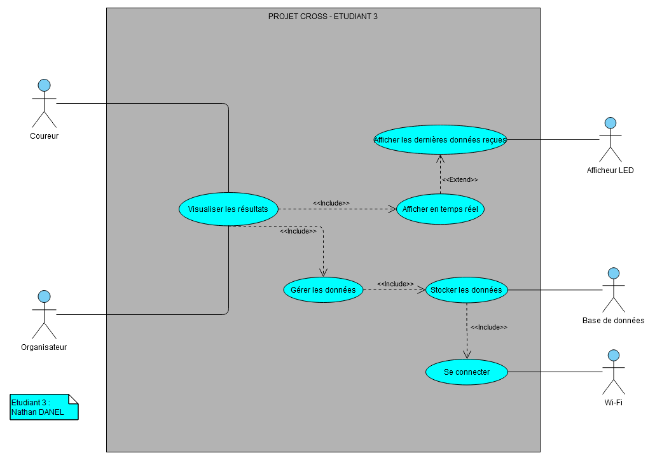 PROJET CROSS - ETUDIANT 3
Coureur
Afficher les dernières données reçues
Afficheur LED
<<Extend>>
Visualiser les résultats
<<Include>>
Afficher en temps réel
<<Include>>
Gérer les données
<<Include>>
Stocker les données
Base de données
Organisateur
<<Include>>
Se connecter
Wi-Fi
Etudiant 3 :
Nathan DANEL